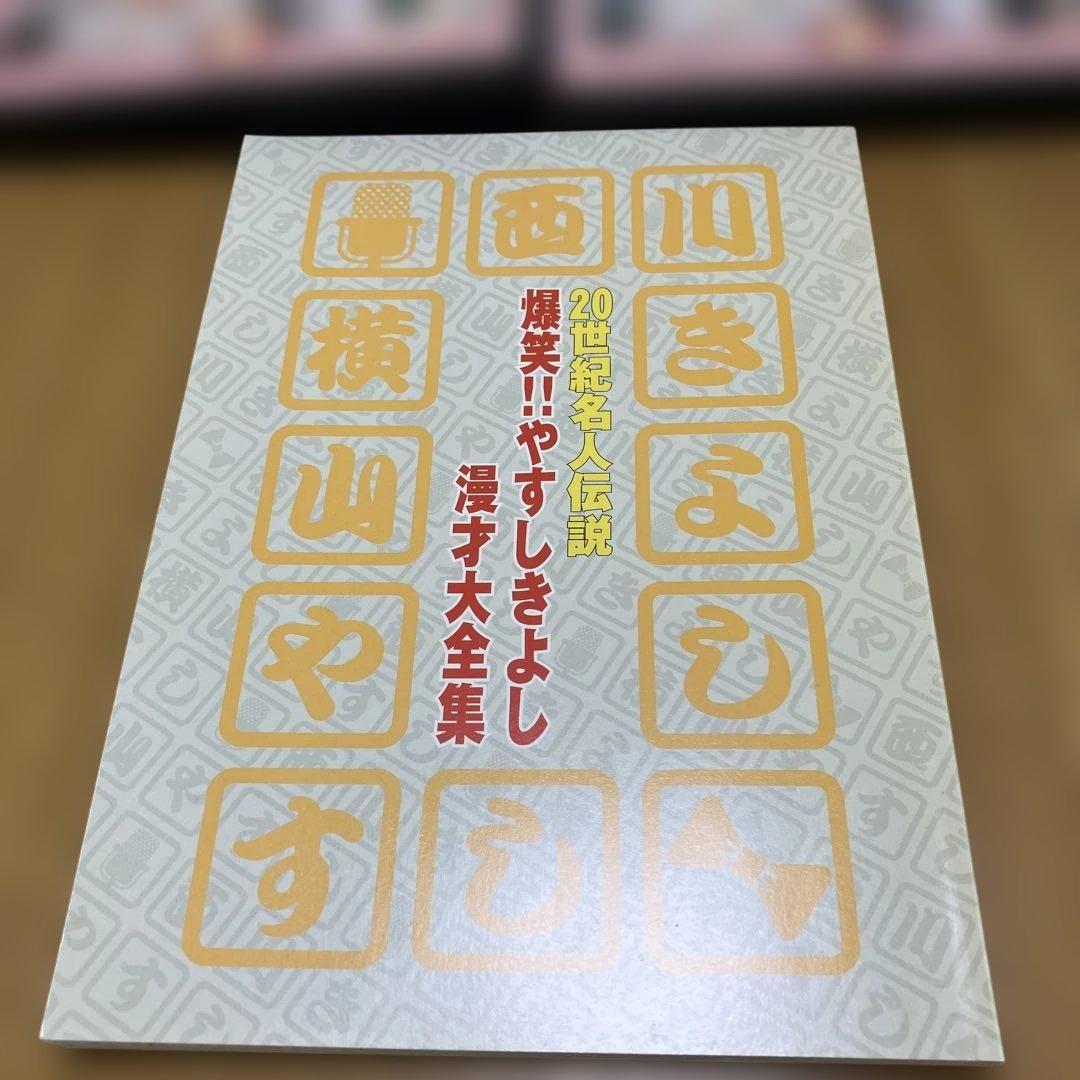 西川きよし
横山やすし
20世紀名人伝説
爆笑!!やすしきよし
漫才大全集